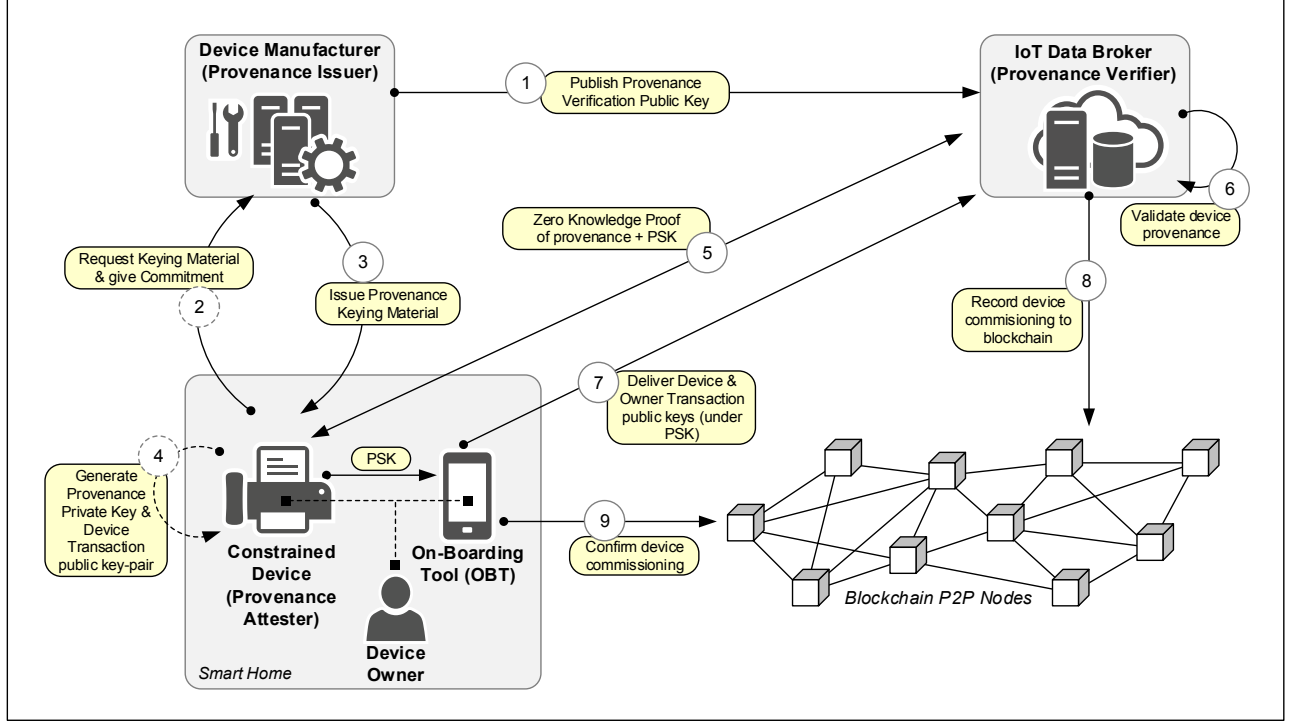 Device Manufacturer
(Provenance Issuer)
1
Publish Provenance
Verification Public Key
IoT Data Broker
(Provenance Verifier)
6
Validate device
provenance
Request Keying Material
& give Commitment
2
3
Issue Provenance
Keying Material
Zero Knowledge Proof
of provenance + PSK
5
8
Record device
commisioning to
blockchain
7
Deliver Device &
Owner Transaction
public keys (under
PSK)
4
Generate
Provenance
Private Key &
Device
Transaction
public key-pair
PSK
Constrained
Device
(Provenance
Attester)
On-Boarding
Tool (OBT)
Device
Owner
Smart Home
9
Confirm device
commissioning
Blockchain P2P Nodes